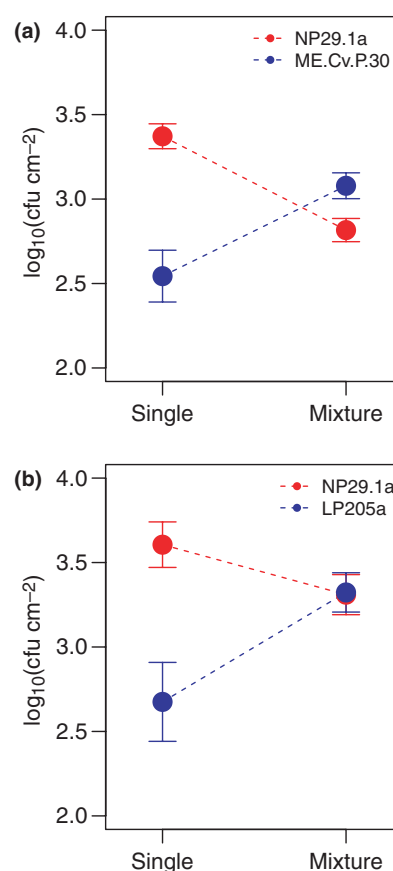 (a)
4.0
NP29.1a
ME.Cv.P.30
3.5
3.0
2.5
2.0
log10(cfu cm−2)
Single Mixture
(b)
4.0
NP29.1a
LP205a
3.5
3.0
2.5
2.0
log10(cfu cm−2)
Single Mixture